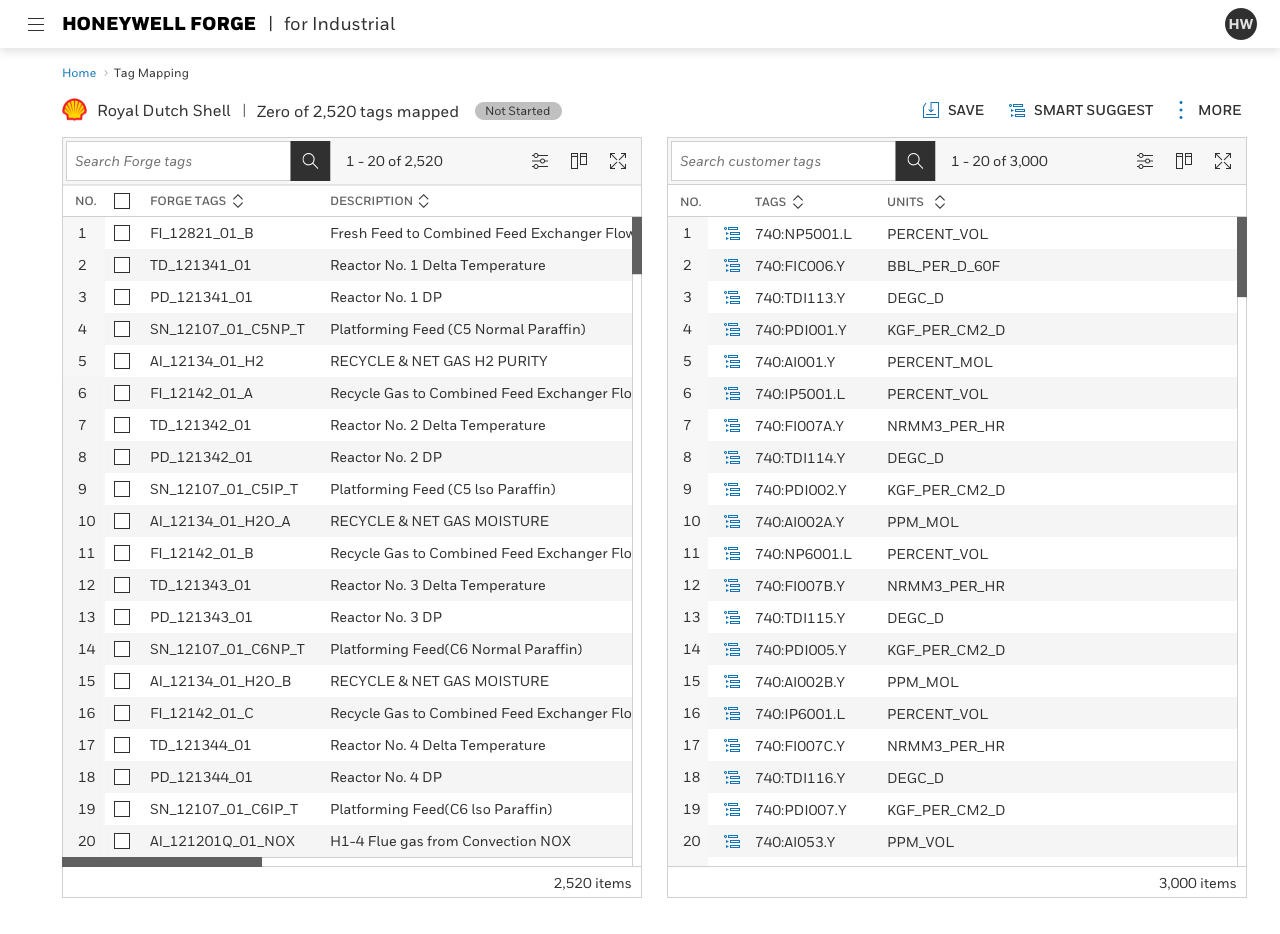 HONEYWELL FORGE | for Industrial
HW
Home > Tag Mapping
Royal Dutch Shell | Zero of 2,520 tags mapped Not Started
SAVE SMART SUGGEST MORE
Search Forge tags 1 - 20 of 2,520
NO. FORGE TAGS DESCRIPTION
1 FI_12821_01_B Fresh Feed to Combined Feed Exchanger Flow
2 TD_121341_01 Reactor No. 1 Delta Temperature
3 PD_121341_01 Reactor No. 1 DP
4 SN_12107_01_C5NP_T Platforming Feed (C5 Normal Paraffin)
5 AI_12134_01_H2 RECYCLE & NET GAS H2 PURITY
6 FI_12142_01_A Recycle Gas to Combined Feed Exchanger Flo
7 TD_121342_01 Reactor No. 2 Delta Temperature
8 PD_121342_01 Reactor No. 2 DP
9 SN_12107_01_C5IP_T Platforming Feed (C5 lso Paraffin)
10 AI_12134_01_H2O_A RECYCLE & NET GAS MOISTURE
11 FI_12142_01_B Recycle Gas to Combined Feed Exchanger Flo
12 TD_121343_01 Reactor No. 3 Delta Temperature
13 PD_121343_01 Reactor No. 3 DP
14 SN_12107_01_C6NP_T Platforming Feed(C6 Normal Paraffin)
15 AI_12134_01_H2O_B RECYCLE & NET GAS MOISTURE
16 FI_12142_01_C Recycle Gas to Combined Feed Exchanger Flo
17 TD_121344_01 Reactor No. 4 Delta Temperature
18 PD_121344_01 Reactor No. 4 DP
19 SN_12107_01_C6IP_T Platforming Feed(C6 lso Paraffin)
20 AI_121201Q_01_NOX H1-4 Flue gas from Convection NOX
2,520 items
Search customer tags 1 - 20 of 3,000
NO. TAGS UNITS
1 740:NP5001.L PERCENT_VOL
2 740:FIC006.Y BBL_PER_D_60F
3 740:TDI113.Y DEGC_D
4 740:PDI001.Y KGF_PER_CM2_D
5 740:AI001.Y PERCENT_MOL
6 740:IP5001.L PERCENT_VOL
7 740:FI007A.Y NRMM3_PER_HR
8 740:TDI114.Y DEGC_D
9 740:PDI002.Y KGF_PER_CM2_D
10 740:AI002A.Y PPM_MOL
11 740:NP6001.L PERCENT_VOL
12 740:FI007B.Y NRMM3_PER_HR
13 740:TDI115.Y DEGC_D
14 740:PDI005.Y KGF_PER_CM2_D
15 740:AI002B.Y PPM_MOL
16 740:IP6001.L PERCENT_VOL
17 740:FI007C.Y NRMM3_PER_HR
18 740:TDI116.Y DEGC_D
19 740:PDI007.Y KGF_PER_CM2_D
20 740:AI053.Y PPM_VOL
3,000 items